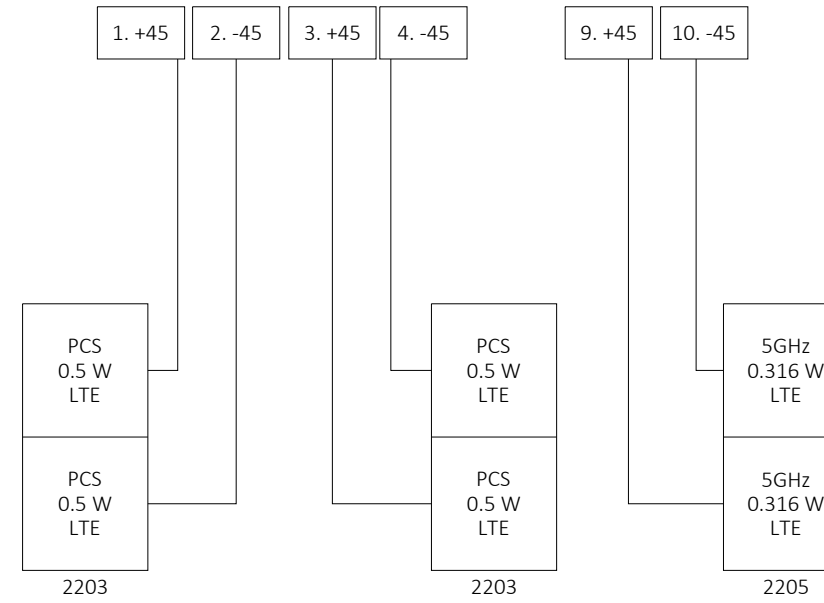 1. +45
2. -45
3. +45
4. -45
9. +45
10. -45
PCS
0.5 W
LTE
PCS
0.5 W
LTE
2203
PCS
0.5 W
LTE
PCS
0.5 W
LTE
2203
5GHz
0.316 W
LTE
5GHz
0.316 W
LTE
2205